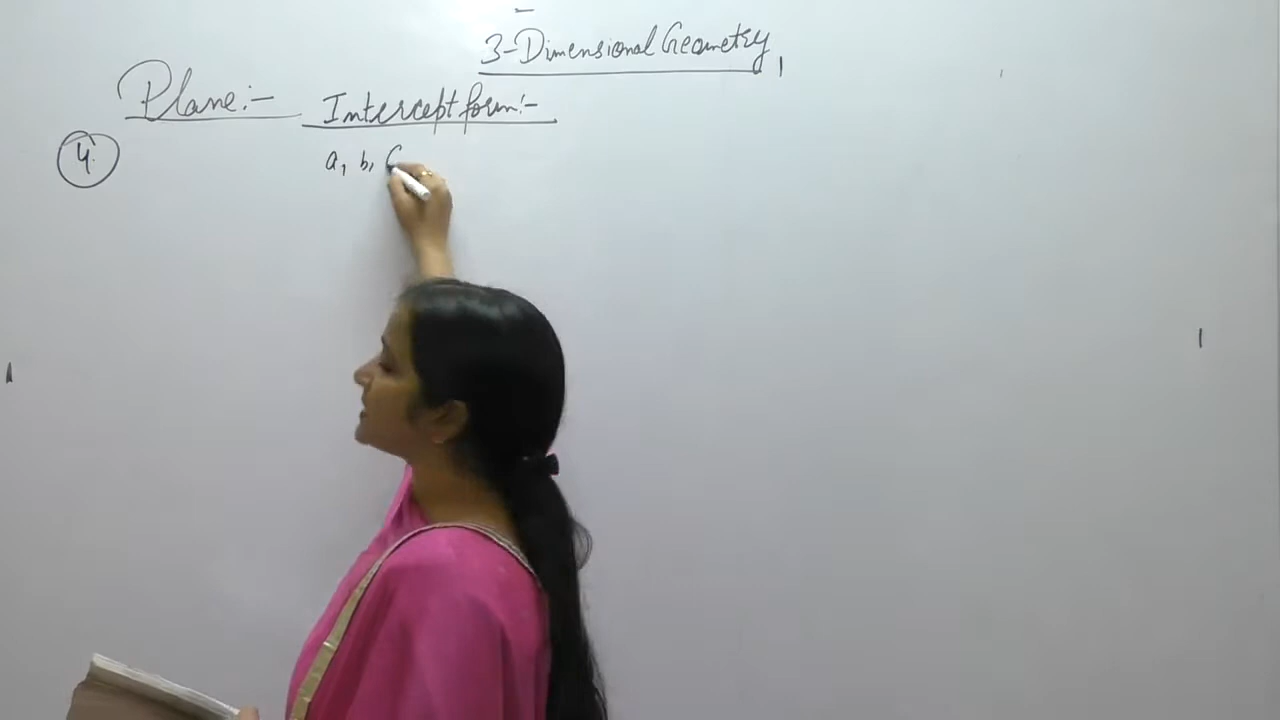 3-Dimensional Geometry
Plane:- Intercept form:-
4.
a, b, c